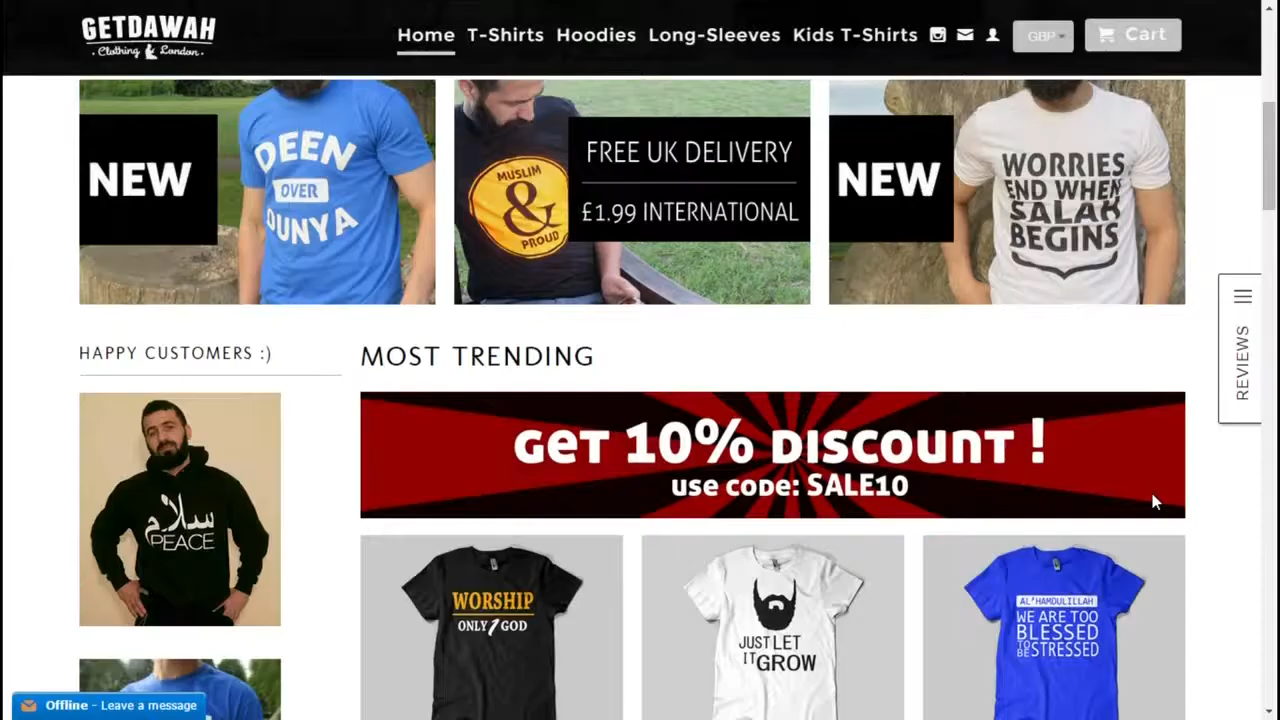 GETDAWAH
Clothing London
Home T-Shirts Hoodies Long-Sleeves Kids T-Shirts GBP Cart
NEW
DEEN
OVER
DUNYA
MUSLIM
&
PROUD
FREE UK DELIVERY
£1.99 INTERNATIONAL
NEW
WORRIES
END WHEN
SALAH
BEGINS
REVIEWS
HAPPY CUSTOMERS :)
MOST TRENDING
سلام
PEACE
GET 10% DISCOUNT !
use code: SALE10
WORSHIP
ONLY 1 GOD
JUST LET
IT GROW
AL'HAMDULILLAH
WE ARE TOO
BLESSED
TO BE STRESSED
Offline - Leave a message